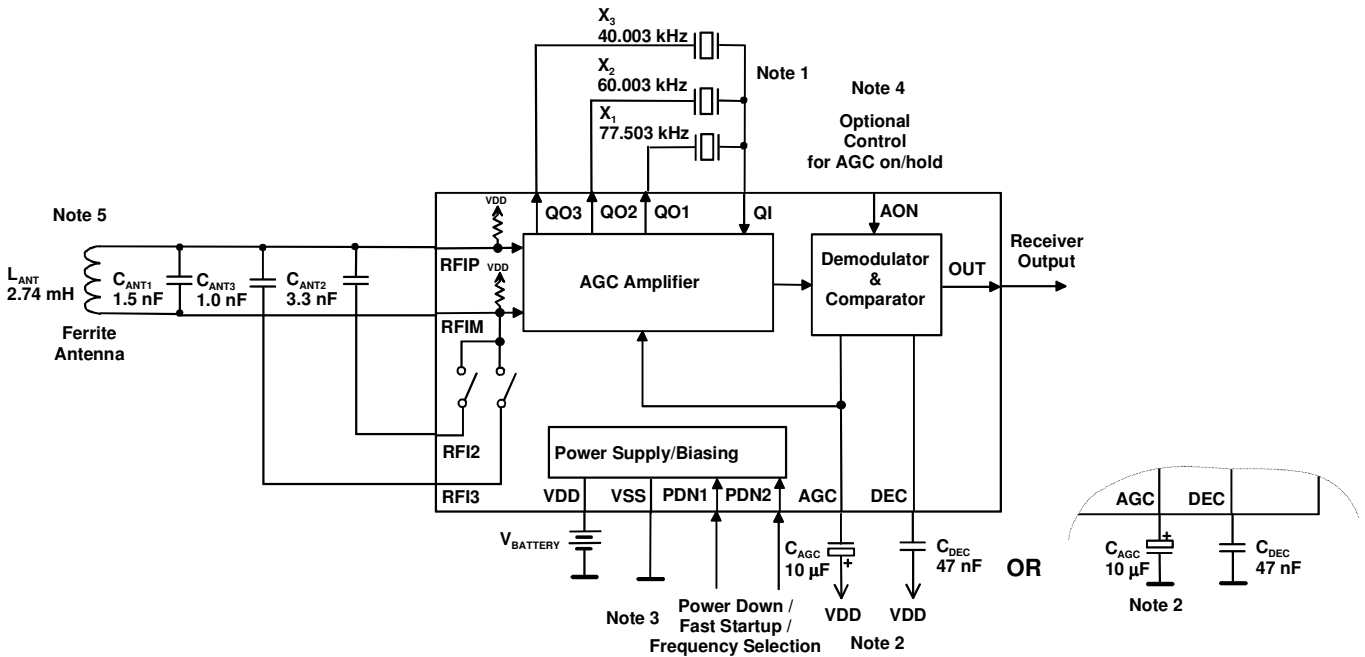 X3
40.003 kHz
X2
60.003 kHz
X1
77.503 kHz
Note 1
Note 4
Optional
Control
for AGC on/hold
Note 5
VDD
QO3
QO2
QO1
QI
AON
RFIP
VDD
AGC Amplifier
Demodulator
&
Comparator
OUT
Receiver
Output
LANT
2.74 mH
CANT1
1.5 nF
CANT3
1.0 nF
CANT2
3.3 nF
Ferrite
Antenna
RFIM
RFI2
RFI3
Power Supply/Biasing
VDD
VSS
PDN1
PDN2
AGC
DEC
VBATTERY
CAGC
10 µF
+
CDEC
47 nF
VDD
VDD
Note 3
Power Down /
Fast Startup /
Frequency Selection
Note 2
OR
AGC
DEC
+
CAGC
10 µF
CDEC
47 nF
Note 2